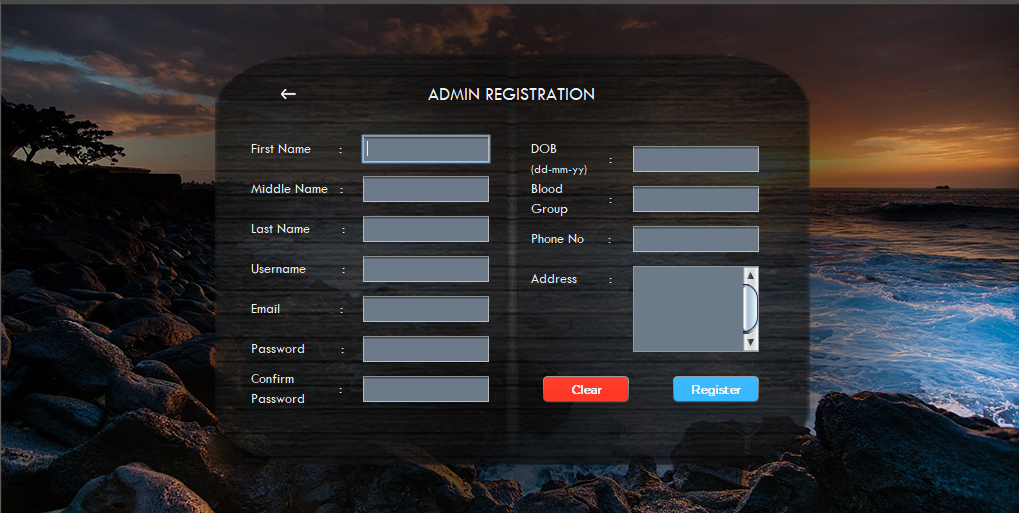 ADMIN REGISTRATION
First Name :
Middle Name :
Last Name :
Username :
Email :
Password :
Confirm
Password :
DOB
(dd-mm-yy) :
Blood
Group :
Phone No :
Address :
Clear
Register